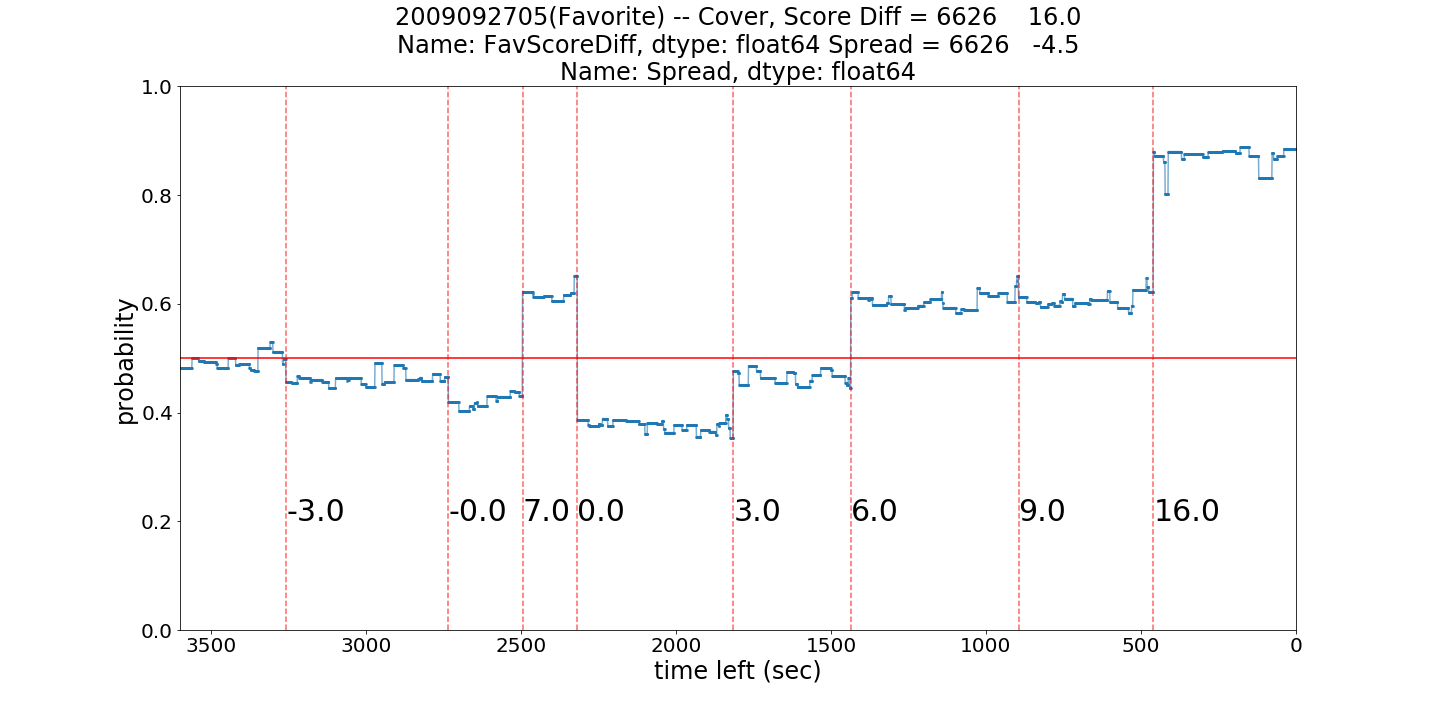 2009092705(Favorite) -- Cover, Score Diff = 6626    16.0
Name: FavScoreDiff, dtype: float64 Spread = 6626   -4.5
Name: Spread, dtype: float64
1.0
0.8
0.6
0.4
0.2
0.0
probability
-3.0 -0.0 7.0 0.0 3.0 6.0 9.0 16.0
3500 3000 2500 2000 1500 1000 500 0
time left (sec)